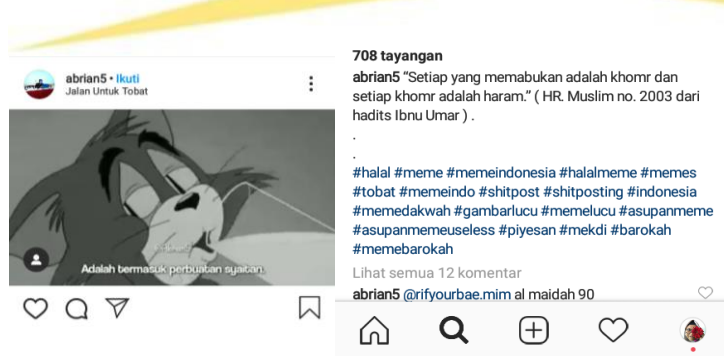 abrian5 • Ikuti
Jalan Untuk Tobat
Adalah termasuk perbuatan syaitan.
708 tayangan
abrian5 “Setiap yang memabukan adalah khomr dan
setiap khomr adalah haram.” ( HR. Muslim no. 2003 dari
hadits Ibnu Umar ) .
.
.
#halal #meme #memeindonesia #halalmeme #memes
#tobat #memeindo #shitpost #shitposting #indonesia
#memedakwah #gambarlucu #memelucu #asupanmeme
#asupanmemeuseless #piyesan #mekdi #barokah
#memebarokah
Lihat semua 12 komentar
abrian5 @rifyourbae.mim al maidah 90